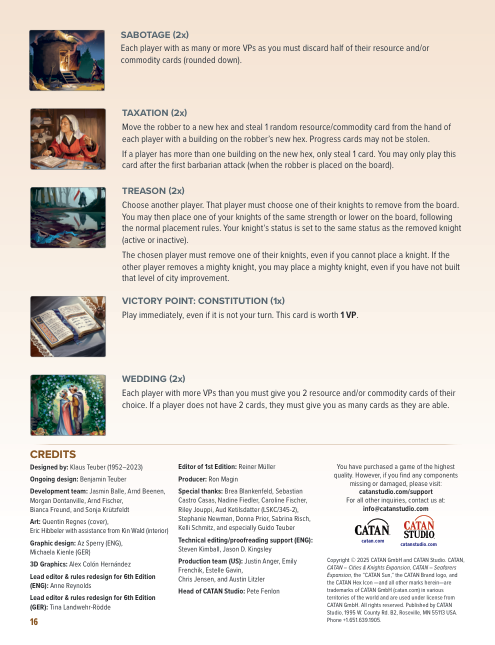 SABOTAGE (2x)
Each player with as many or more VPs as you must discard half of their resource and/or
commodity cards (rounded down).
TAXATION (2x)
Move the robber to a new hex and steal 1 random resource/commodity card from the hand of
each player with a building on the robber's new hex. Progress cards may not be stolen.
If a player has more than one building on the new hex, only steal 1 card. You may only play this
card after the first barbarian attack (when the robber is placed on the board).
TREASON (2x)
Choose another player. That player must choose one of their knights to remove from the board.
You may then place one of your knights of the same strength or lower on the board, following
the normal placement rules. Your knight's status is set to the same status as the removed knight
(active or inactive).
The chosen player must remove one of their knights, even if you cannot place a knight. If the
other player removes a mighty knight, you may place a mighty knight, even if you have not built
that level of city improvement.
VICTORY POINT: CONSTITUTION (1x)
Play immediately, even if it is not your turn. This card is worth 1 VP.
WEDDING (2x)
Each player with more VPs than you must give you 2 resource and/or commodity cards of their
choice. If a player does not have 2 cards, they must give you as many cards as they are able.
CREDITS
Designed by: Klaus Teuber (1952–2023)
Ongoing design: Benjamin Teuber
Development team: Jasmin Balle, Arnd Beenen,
Morgan Dontanville, Arnd Fischer,
Bianca Freund, and Sonja Krützfeldt
Art: Quentin Regnes (cover),
Eric Hibbeler with assistance from Kin Wald (interior)
Graphic design: Az Sperry (ENG),
Michaela Kienle (GER)
3D Graphics: Alex Colón Hernández
Lead editor & rules redesign for 6th Edition
(ENG): Anne Reynolds
Lead editor & rules redesign for 6th Edition
(GER): Tina Landwehr-Rödde
16
Editor of 1st Edition: Reiner Müller
Producer: Ron Magin
Special thanks: Brea Blankenfeld, Sebastian
Castro Casas, Nadine Fiedler, Caroline Fischer,
Riley Jouppi, Aud Ketilsdatter (LSKC/345-2),
Stephanie Newman, Donna Prior, Sabrina Risch,
Kelli Schmitz, and especially Guido Teuber
Technical editing/proofreading support (ENG):
Steven Kimball, Jason D. Kingsley
Production team (US): Justin Anger, Emily
Frenchik, Estelle Gavin,
Chris Jensen, and Austin Litzler
Head of CATAN Studio: Pete Fenlon
You have purchased a game of the highest
quality. However, if you find any components
missing or damaged, please visit:
catanstudio.com/support
For all other inquiries, contact us at:
info@catanstudio.com
CATAN
catan.com
CATAN
STUDIO
catanstudio.com
Copyright © 2025 CATAN GmbH and CATAN Studio. CATAN,
CATAN – Cities & Knights Expansion, CATAN – Seafarers
Expansion, the "CATAN Sun," the CATAN Brand logo, and
the CATAN Hex Icon —and all other marks herein—are
trademarks of CATAN GmbH (catan.com) in various
territories of the world and are used under license from
CATAN GmbH. All rights reserved. Published by CATAN
Studio, 1995 W. County Rd. B2, Roseville, MN 55113 USA.
Phone +1.651.639.1905.